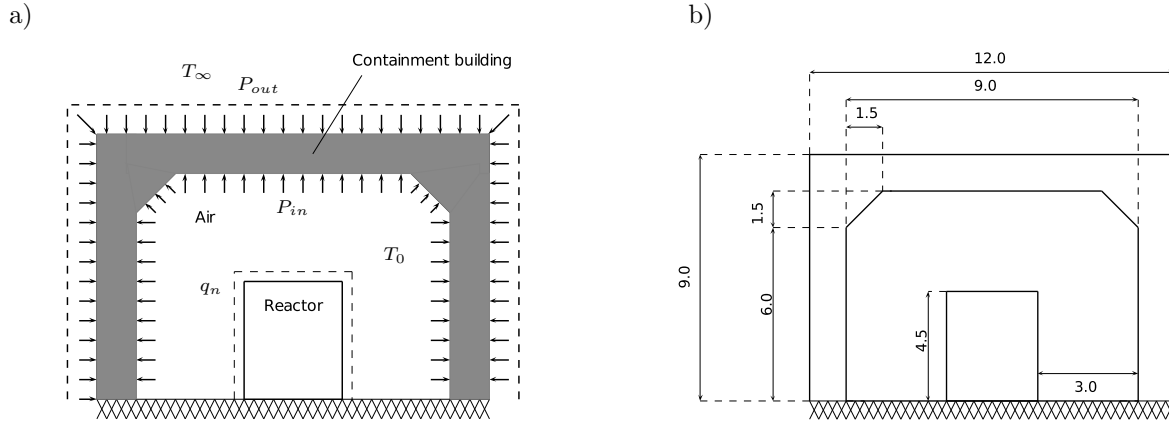 a)
Containment building
T∞
P_out
P_in
Air
T_0
q_n
Reactor
b)
12.0
9.0
1.5
1.5
9.0
6.0
4.5
3.0